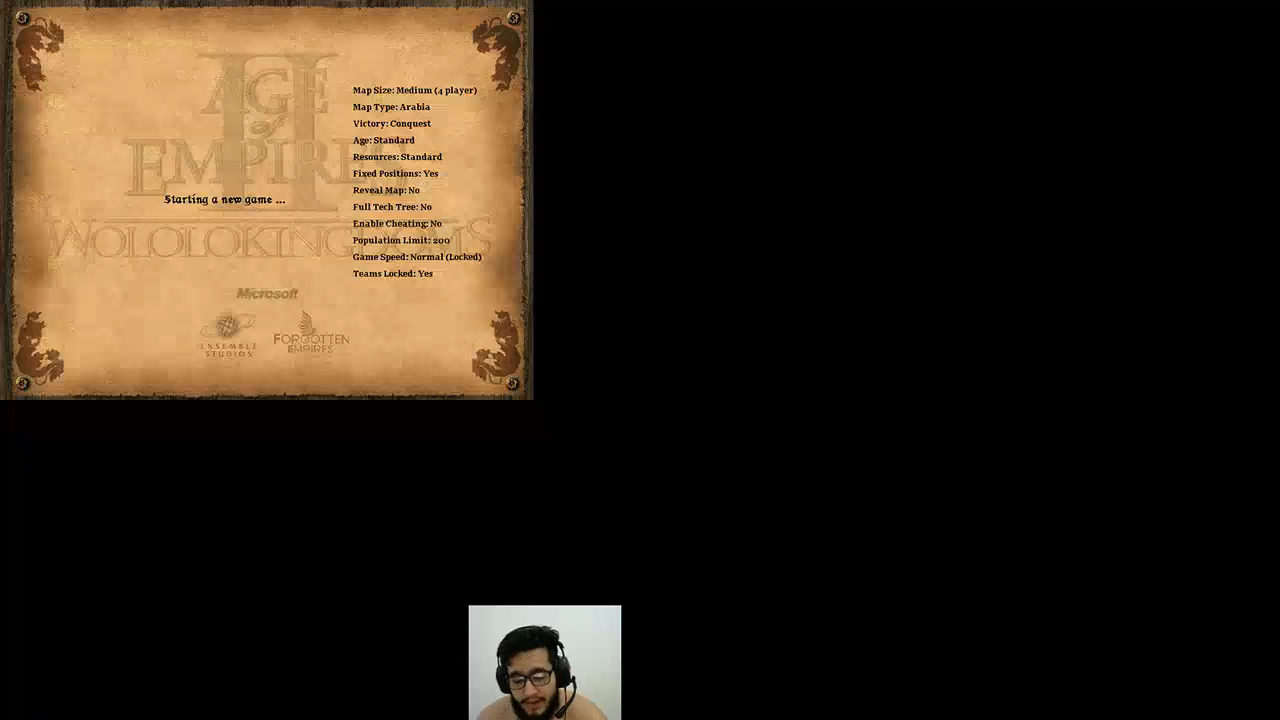 AGE
of
EMPIRES
II
WOLOLOKINGDOMS
Map Size: Medium (4 player)
Map Type: Arabia
Victory: Conquest
Age: Standard
Resources: Standard
Fixed Positions: Yes
Reveal Map: No
Full Tech Tree: No
Enable Cheating: No
Population Limit: 200
Game Speed: Normal (Locked)
Teams Locked: Yes
Starting a new game ...
Microsoft
ENSEMBLE
STUDIOS
FORGOTTEN
EMPIRES